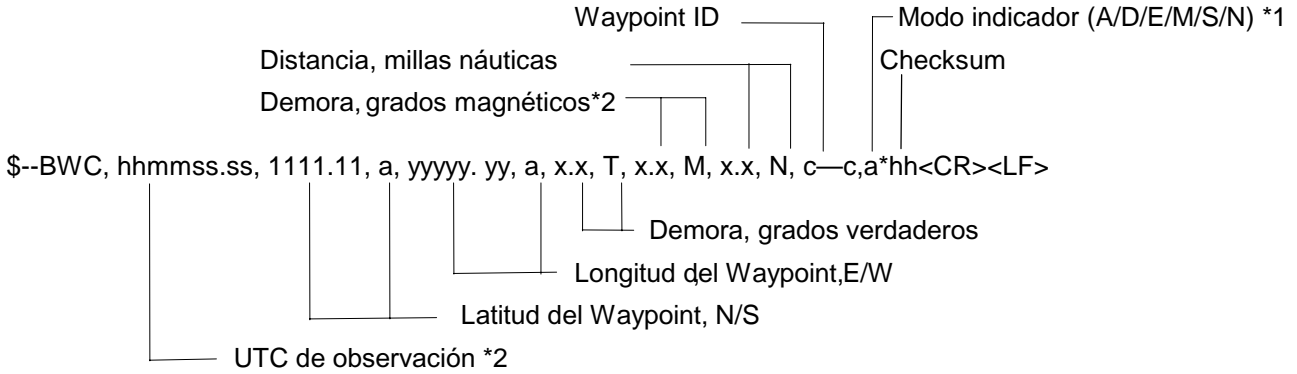 Waypoint ID
Modo indicador (A/D/E/M/S/N) *1
Distancia, millas náuticas
Checksum
Demora, grados magnéticos*2
$--BWC, hhmmss.ss, 1111.11, a, yyyyy. yy, a, x.x, T, x.x, M, x.x, N, c—c,a*hh<CR><LF>
Demora, grados verdaderos
Longitud del Waypoint,E/W
Latitud del Waypoint, N/S
UTC de observación *2